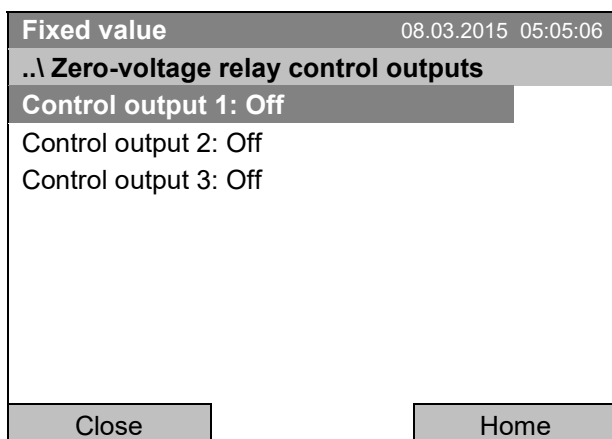 Fixed value 08.03.2015 05:05:06
..\ Zero-voltage relay control outputs
Control output 1: Off
Control output 2: Off
Control output 3: Off
Close Home